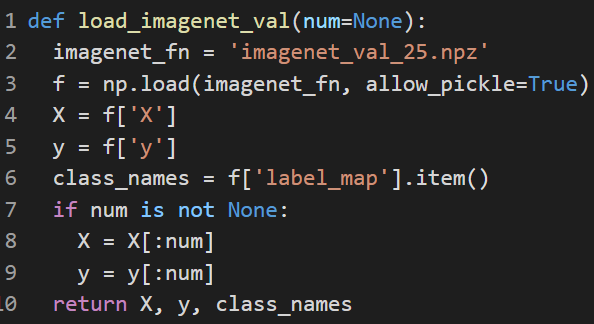 1 def load_imagenet_val(num=None):
2   imagenet_fn = 'imagenet_val_25.npz'
3   f = np.load(imagenet_fn, allow_pickle=True)
4   X = f['X']
5   y = f['y']
6   class_names = f['label_map'].item()
7   if num is not None:
8     X = X[:num]
9     y = y[:num]
10   return X, y, class_names